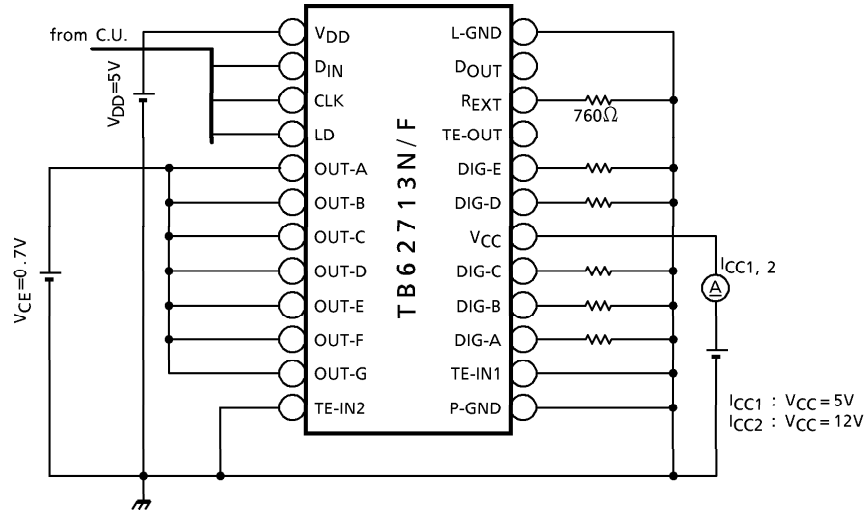 from C.U.
VDD=5V
VCE=0.7V
VDD
DIN
CLK
LD
OUT-A
OUT-B
OUT-C
OUT-D
OUT-E
OUT-F
OUT-G
TE-IN2
TB62713N/F
L-GND
DOUT
REXT
TE-OUT
DIG-E
DIG-D
VCC
DIG-C
DIG-B
DIG-A
TE-IN1
P-GND
760Ω
ICC1, 2
A
ICC1 : VCC=5V
ICC2 : VCC=12V